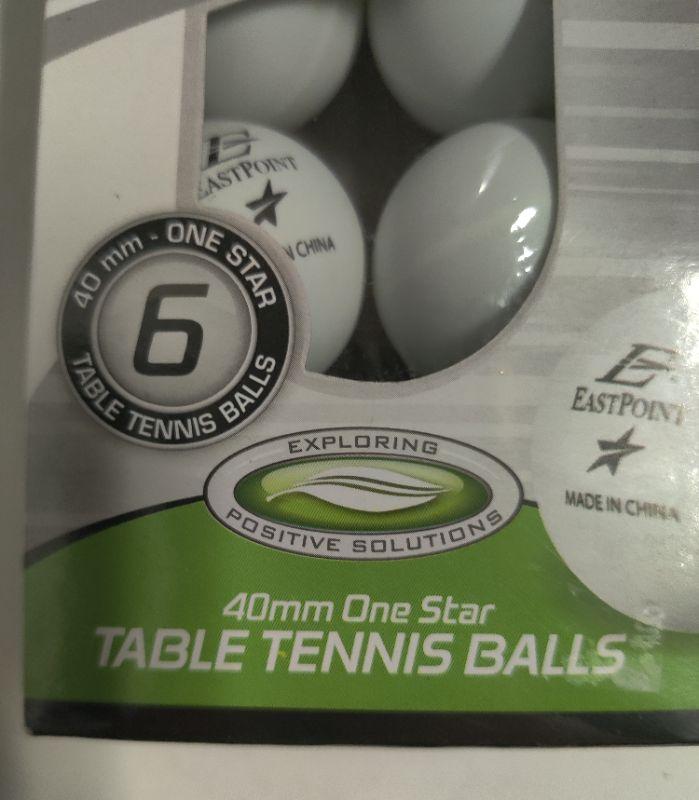 E
EASTPOINT
IN CHINA
40 mm - ONE STAR
6
TABLE TENNIS BALLS
E
EASTPOINT
MADE IN CHINA
EXPLORING
POSITIVE SOLUTIONS
40mm One Star
TABLE TENNIS BALLS